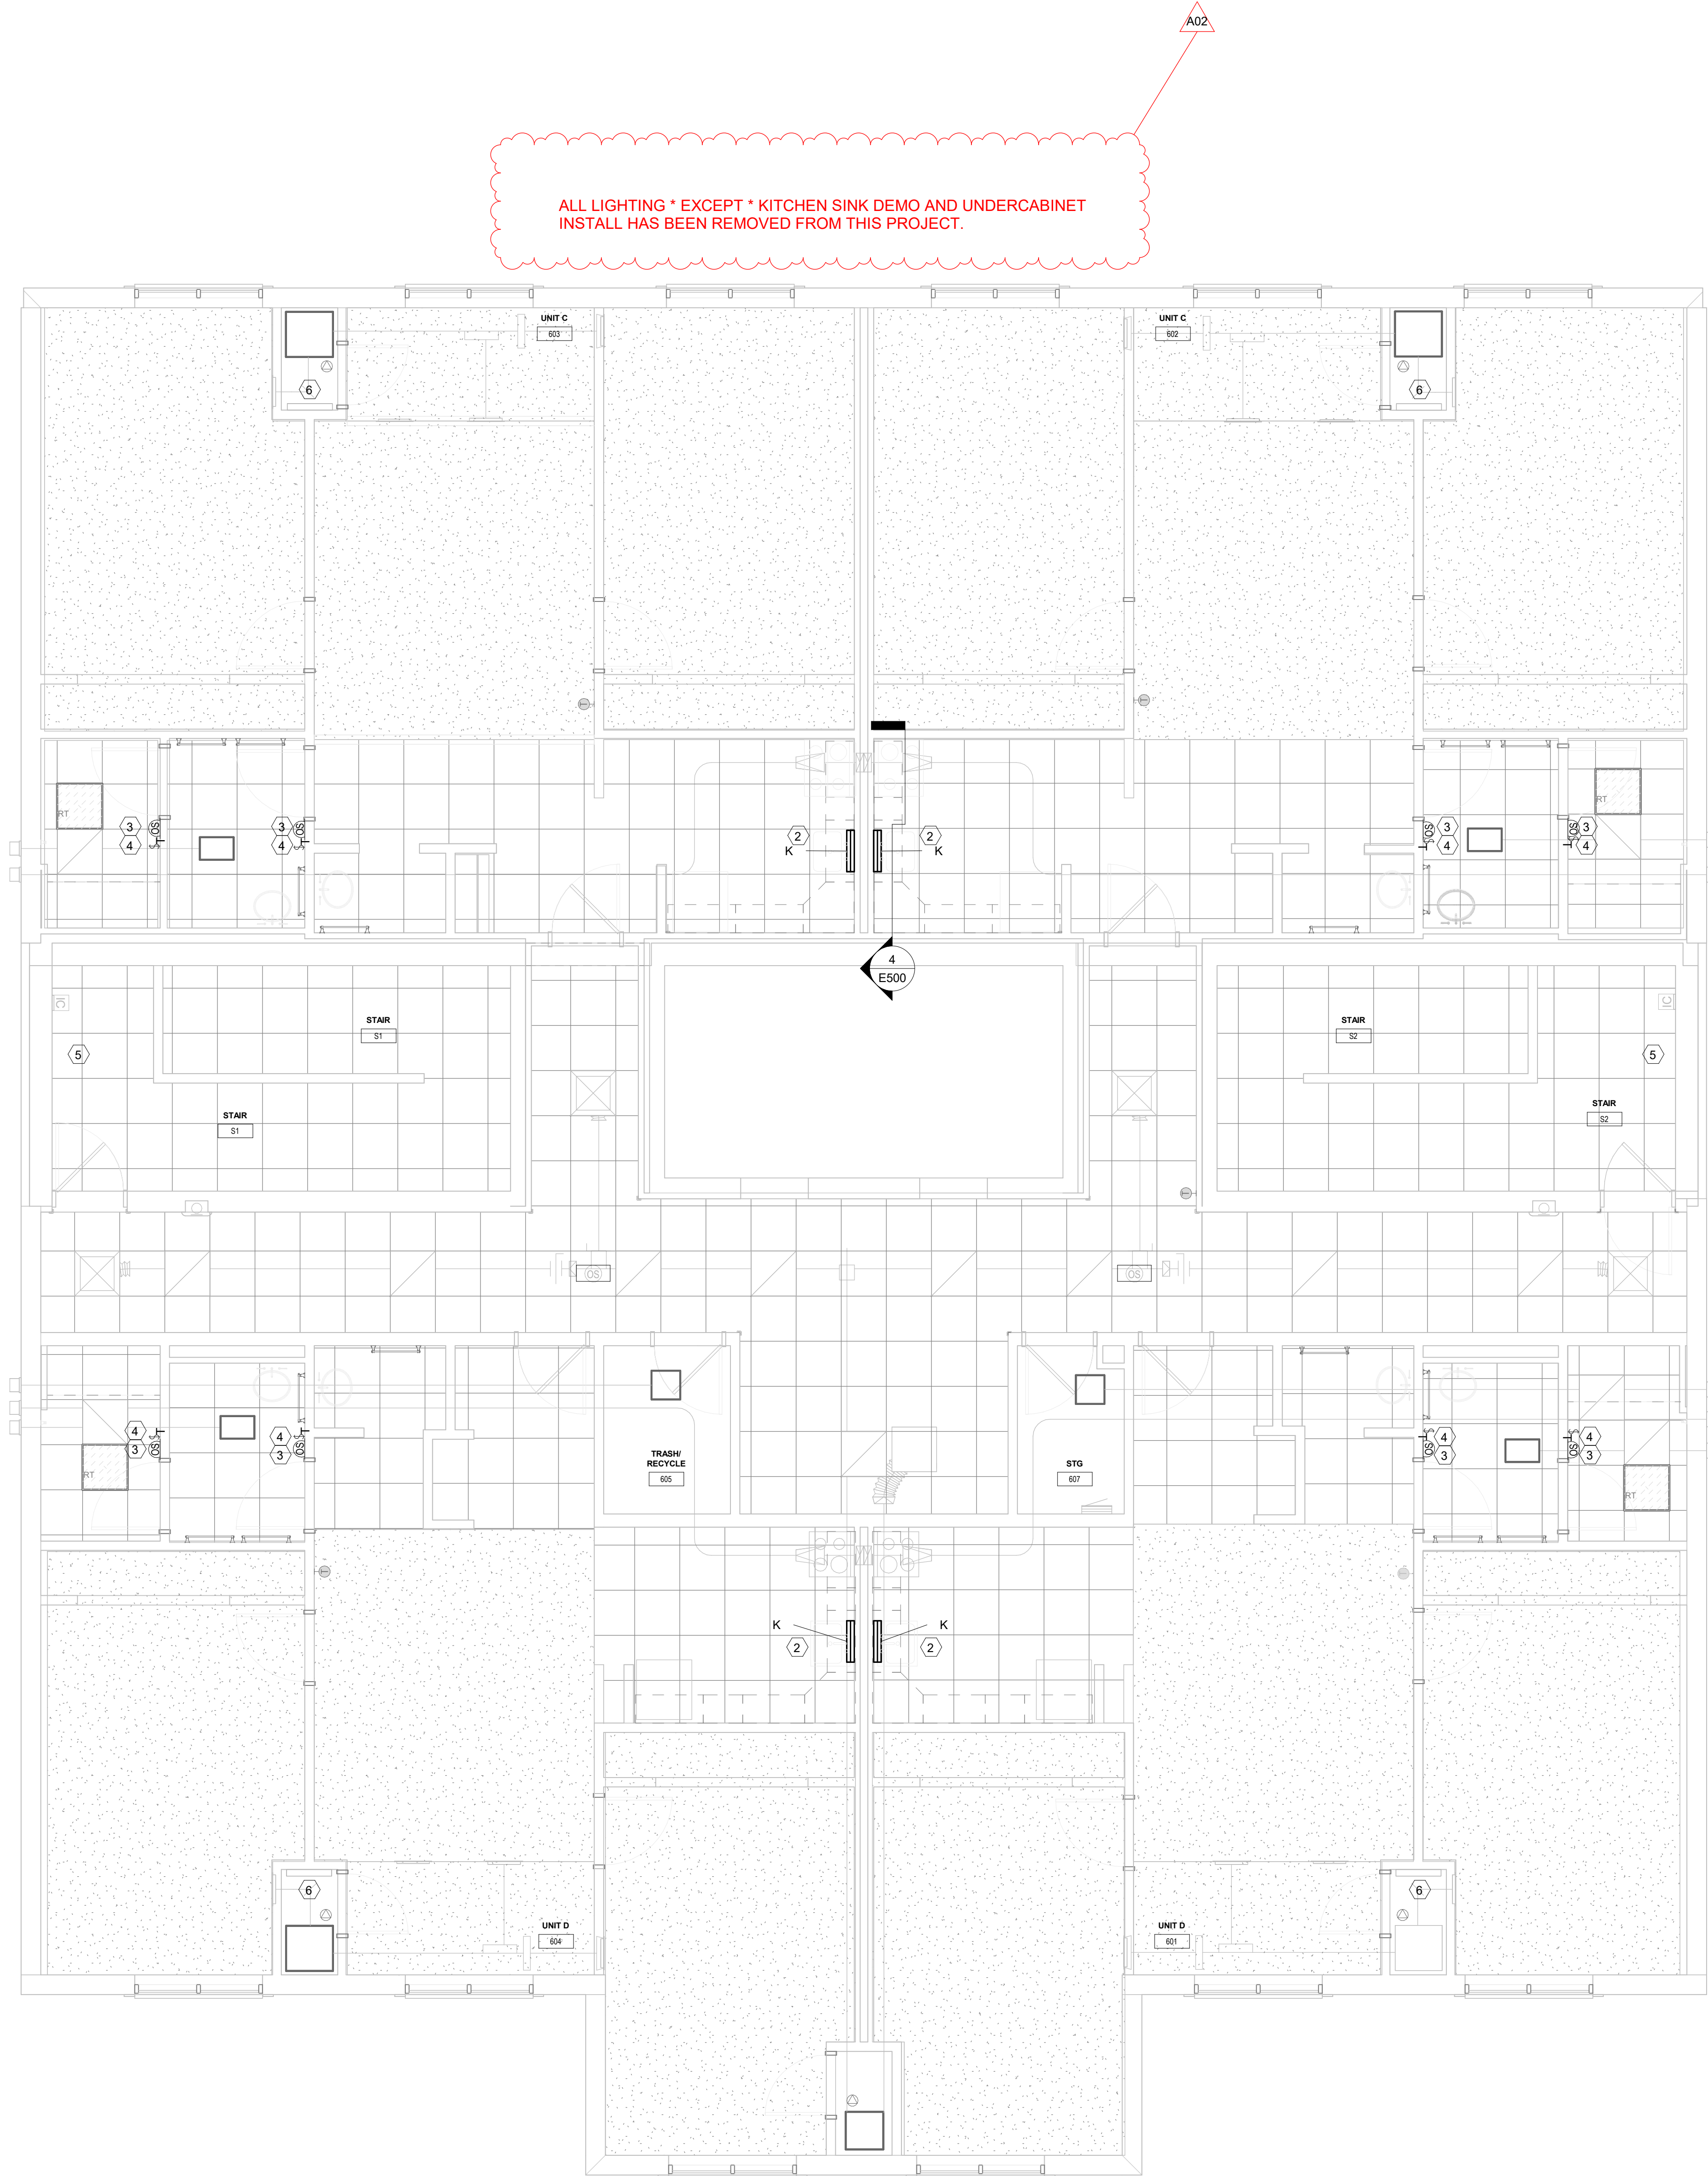 A02
ALL LIGHTING * EXCEPT * KITCHEN SINK DEMO AND UNDERCABINET
INSTALL HAS BEEN REMOVED FROM THIS PROJECT.
UNIT C
603
UNIT C
602
6
6
RT
3
4
OS
3
4
OS
2
K
2
K
OS
3
4
OS
3
4
RT
4
E500
IC
STAIR
S1
5
STAIR
S1
STAIR
S2
IC
5
STAIR
S2
OS
OS
4
3
OS
4
3
OS
RT
TRASH/
RECYCLE
605
STG
607
OS
4
3
OS
4
3
RT
K
2
K
2
6
UNIT D
604
UNIT D
601
6